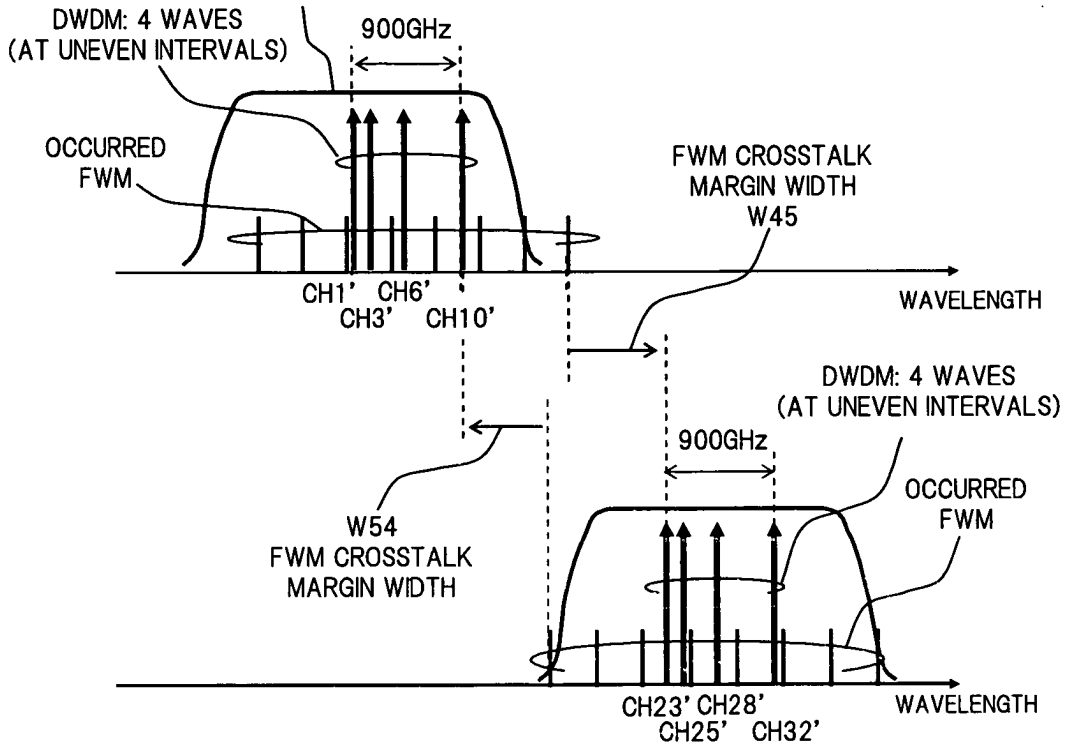 DWDM: 4 WAVES
(AT UNEVEN INTERVALS)
900GHz
OCCURRED
FWM
FWM CROSSTALK
MARGIN WIDTH
W45
CH1'
CH6'
CH3'
CH10'
WAVELENGTH
DWDM: 4 WAVES
(AT UNEVEN INTERVALS)
900GHz
OCCURRED
FWM
W54
FWM CROSSTALK
MARGIN WIDTH
CH23'
CH28'
CH25'
CH32'
WAVELENGTH